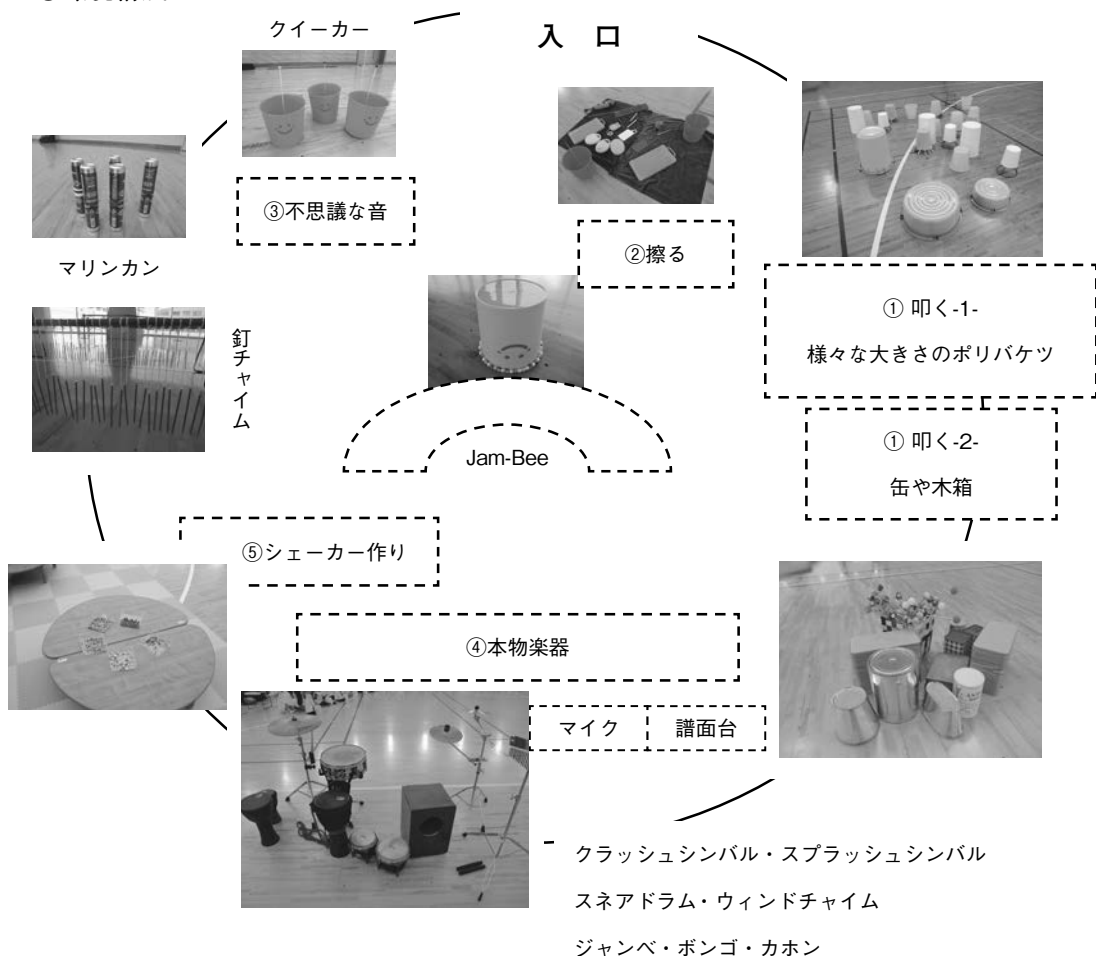 クイーカー
入 口
③不思議な音
②擦る
マリンカン
① 叩く-1-
様々な大きさのポリバケツ
釘チャイム
① 叩く-2-
缶や木箱
Jam-Bee
⑤シェーカー作り
④本物楽器
マイク
譜面台
クラッシュシンバル・スプラッシュシンバル
スネアドラム・ウィンドチャイム
ジャンベ・ボンゴ・カホン